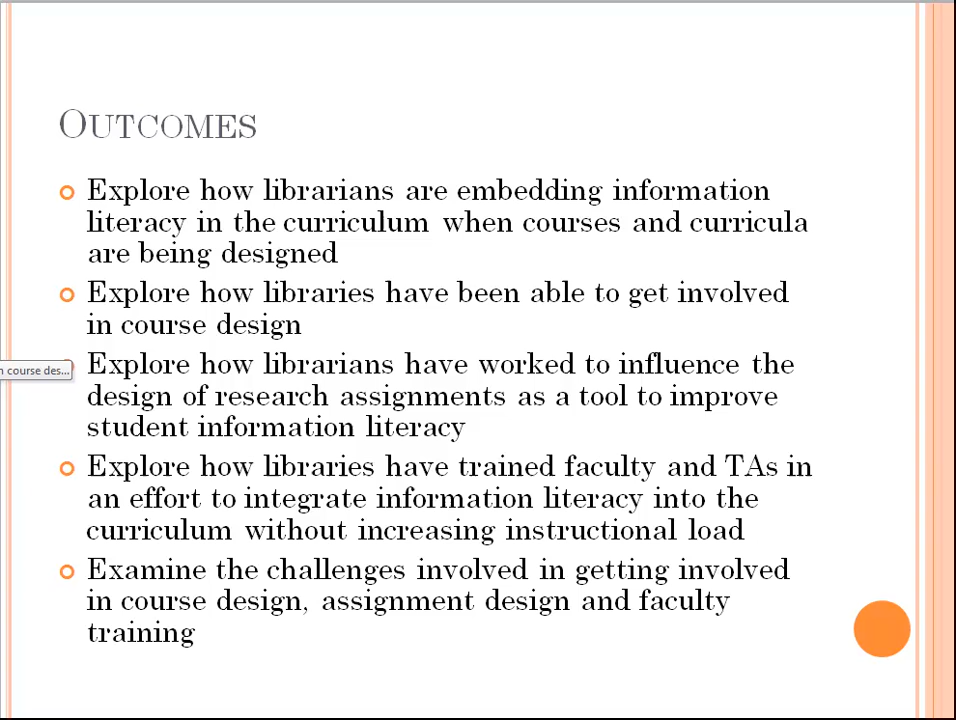 OUTCOMES
Explore how librarians are embedding information
literacy in the curriculum when courses and curricula
are being designed
Explore how libraries have been able to get involved
in course design
Explore how librarians have worked to influence the
n course des...
design of research assignments as a tool to improve
student information literacy
Explore how libraries have trained faculty and TAs in
an effort to integrate information literacy into the
curriculum without increasing instructional load
Examine the challenges involved in getting involved
in course design, assignment design and faculty
training